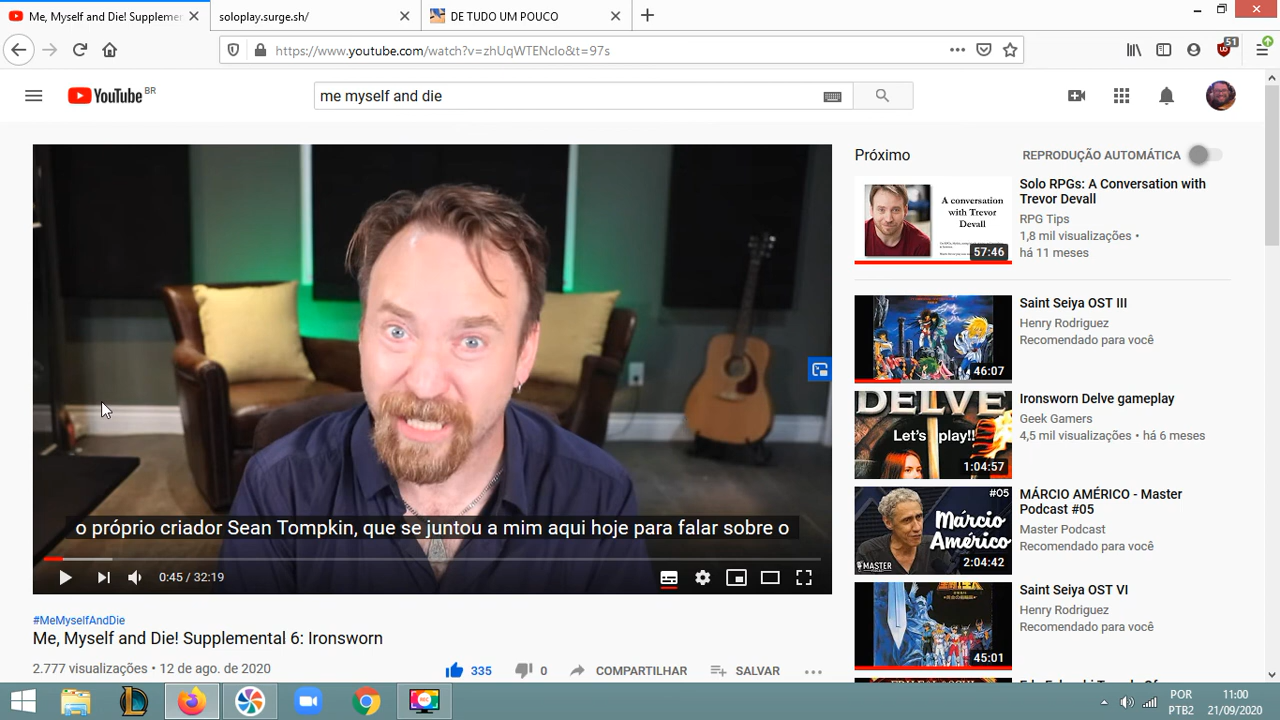 Me, Myself and Die! Supplemen
soloplay.surge.sh/
DE TUDO UM POUCO
https://www.youtube.com/watch?v=zhUqWTENclo&t=97s
51
YouTube BR
me myself and die
Próximo
REPRODUÇÃO AUTOMÁTICA
A conversation
with Trevor
Devall
57:46
Solo RPGs: A Conversation with
Trevor Devall
RPG Tips
1,8 mil visualizações •
há 11 meses
46:07
Saint Seiya OST III
Henry Rodriguez
Recomendado para você
DELVE
Let's play!!
1:04:57
Ironsworn Delve gameplay
Geek Gamers
4,5 mil visualizações • há 6 meses
#05
Márcio
Américo
MASTER
2:04:42
MÁRCIO AMÉRICO - Master
Podcast #05
Master Podcast
Recomendado para você
45:01
Saint Seiya OST VI
Henry Rodriguez
Recomendado para você
o próprio criador Sean Tompkin, que se juntou a mim aqui hoje para falar sobre o
0:45 / 32:19
#MeMyselfAndDie
Me, Myself and Die! Supplemental 6: Ironsworn
2.777 visualizações • 12 de ago. de 2020
335
0
COMPARTILHAR
SALVAR
REC
POR
PTB2
11:00
21/09/2020